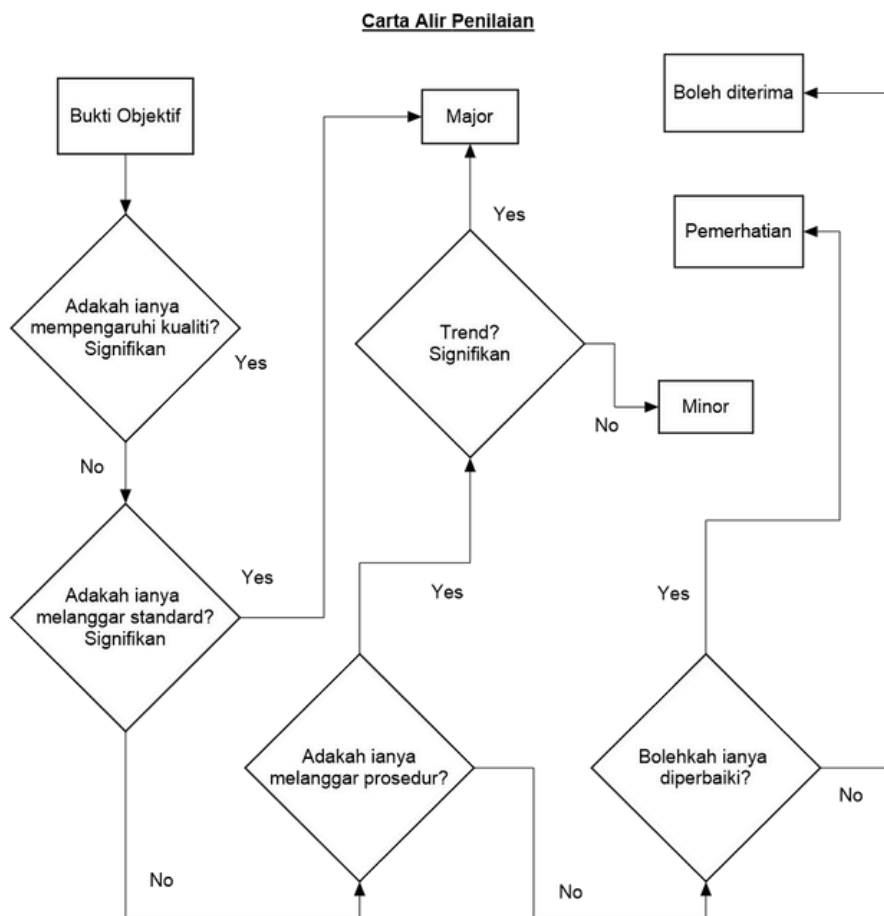 Carta Alir Penilaian
Bukti Objektif
Major
Boleh diterima
Pemerhatian
Adakah ianya
mempengaruhi kualiti?
Signifikan
Yes
No
Trend?
Signifikan
Yes
No
Minor
Adakah ianya
melanggar standard?
Signifikan
Yes
No
Adakah ianya
melanggar prosedur?
Yes
No
Bolehkah ianya
diperbaiki?
Yes
No